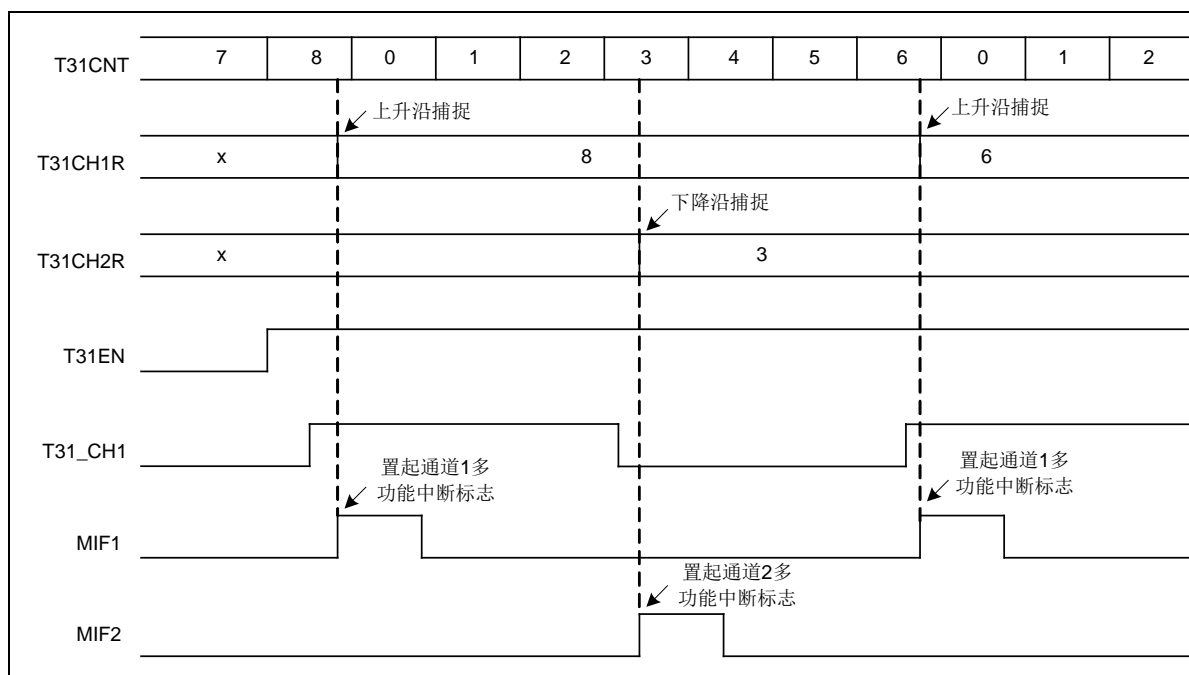 T31CNT 7 8 0 1 2 3 4 5 6 0 1 2
上升沿捕捉 上升沿捕捉
T31CH1R x 8 6
下降沿捕捉
T31CH2R x 3
T31EN
T31_CH1
置起通道1多
功能中断标志
置起通道1多
功能中断标志
MIF1
置起通道2多
功能中断标志
MIF2